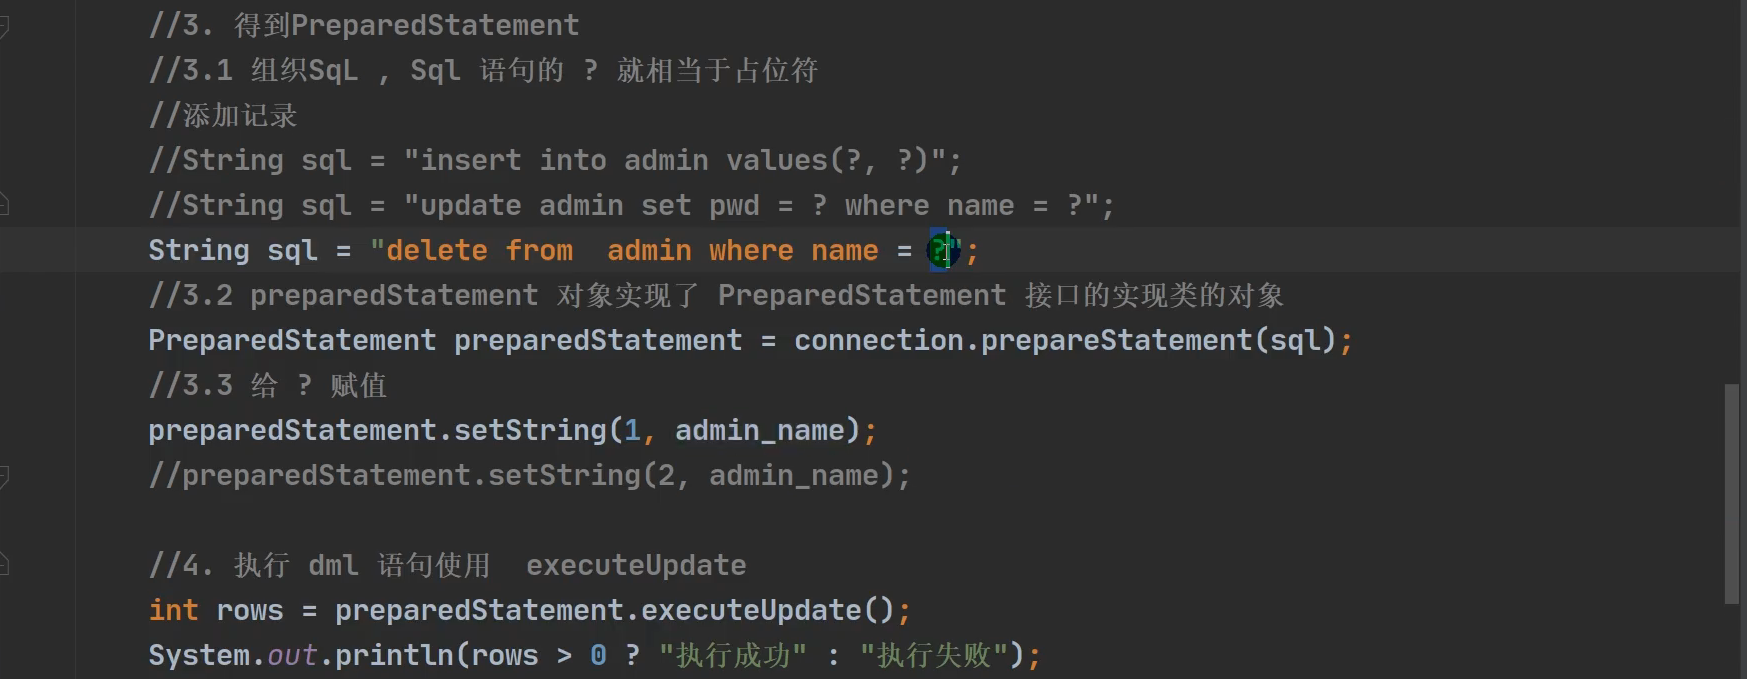 //3. 得到PreparedStatement
//3.1 组织SqL , Sql 语句的 ? 就相当于占位符
//添加记录
//String sql = "insert into admin values(?, ?)";
//String sql = "update admin set pwd = ? where name = ?";
String sql = "delete from  admin where name = ?";
//3.2 preparedStatement 对象实现了 PreparedStatement 接口的实现类的对象
PreparedStatement preparedStatement = connection.prepareStatement(sql);
//3.3 给 ? 赋值
preparedStatement.setString(1, admin_name);
//preparedStatement.setString(2, admin_name);
//4. 执行 dml 语句使用  executeUpdate
int rows = preparedStatement.executeUpdate();
System.out.println(rows > 0 ? "执行成功" : "执行失败");